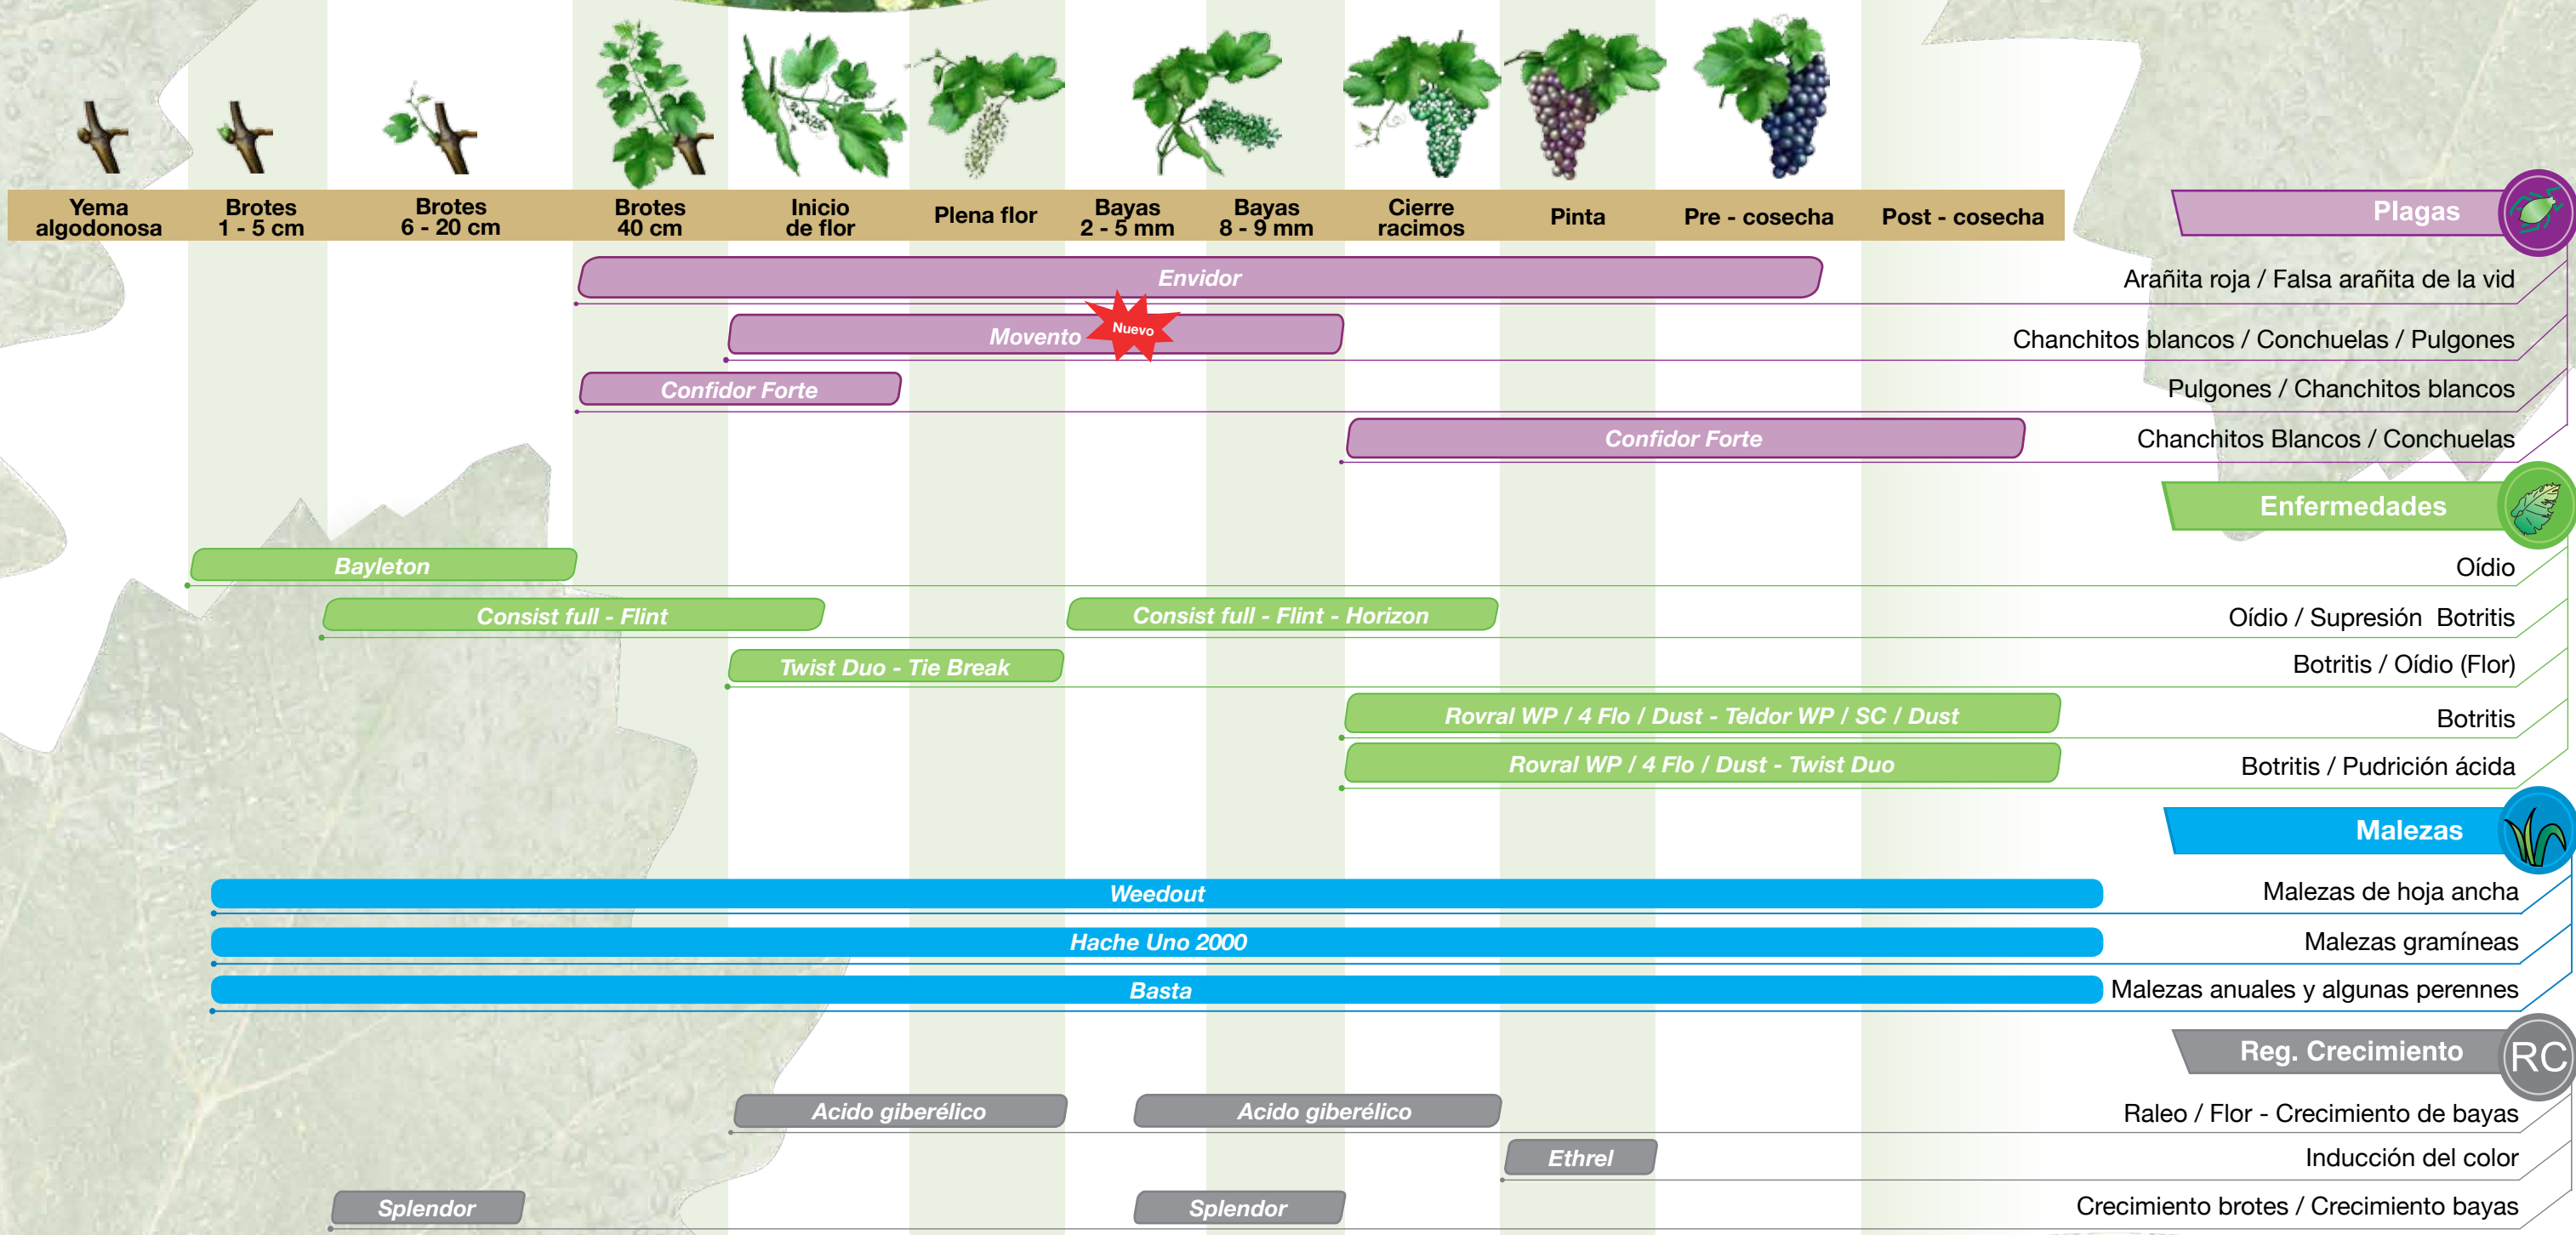 Yema algodonosa
Brotes 1 - 5 cm
Brotes 6 - 20 cm
Brotes 40 cm
Inicio de flor
Plena flor
Bayas 2 - 5 mm
Bayas 8 - 9 mm
Cierre racimos
Pinta
Pre - cosecha
Post - cosecha
Plagas
Envidor
Arañita roja / Falsa arañita de la vid
Movento
Nuevo
Chanchitos blancos / Conchuelas / Pulgones
Confidor Forte
Pulgones / Chanchitos blancos
Confidor Forte
Chanchitos Blancos / Conchuelas
Enfermedades
Bayleton
Oídio
Consist full - Flint
Consist full - Flint - Horizon
Oídio / Supresión Botritis
Twist Duo - Tie Break
Botritis / Oídio (Flor)
Rovral WP / 4 Flo / Dust - Teldor WP / SC / Dust
Botritis
Rovral WP / 4 Flo / Dust - Twist Duo
Botritis / Pudrición ácida
Malezas
Weedout
Malezas de hoja ancha
Hache Uno 2000
Malezas gramíneas
Basta
Malezas anuales y algunas perennes
Reg. Crecimiento
RC
Acido giberélico
Acido giberélico
Raleo / Flor - Crecimiento de bayas
Ethrel
Inducción del color
Splendor
Splendor
Crecimiento brotes / Crecimiento bayas